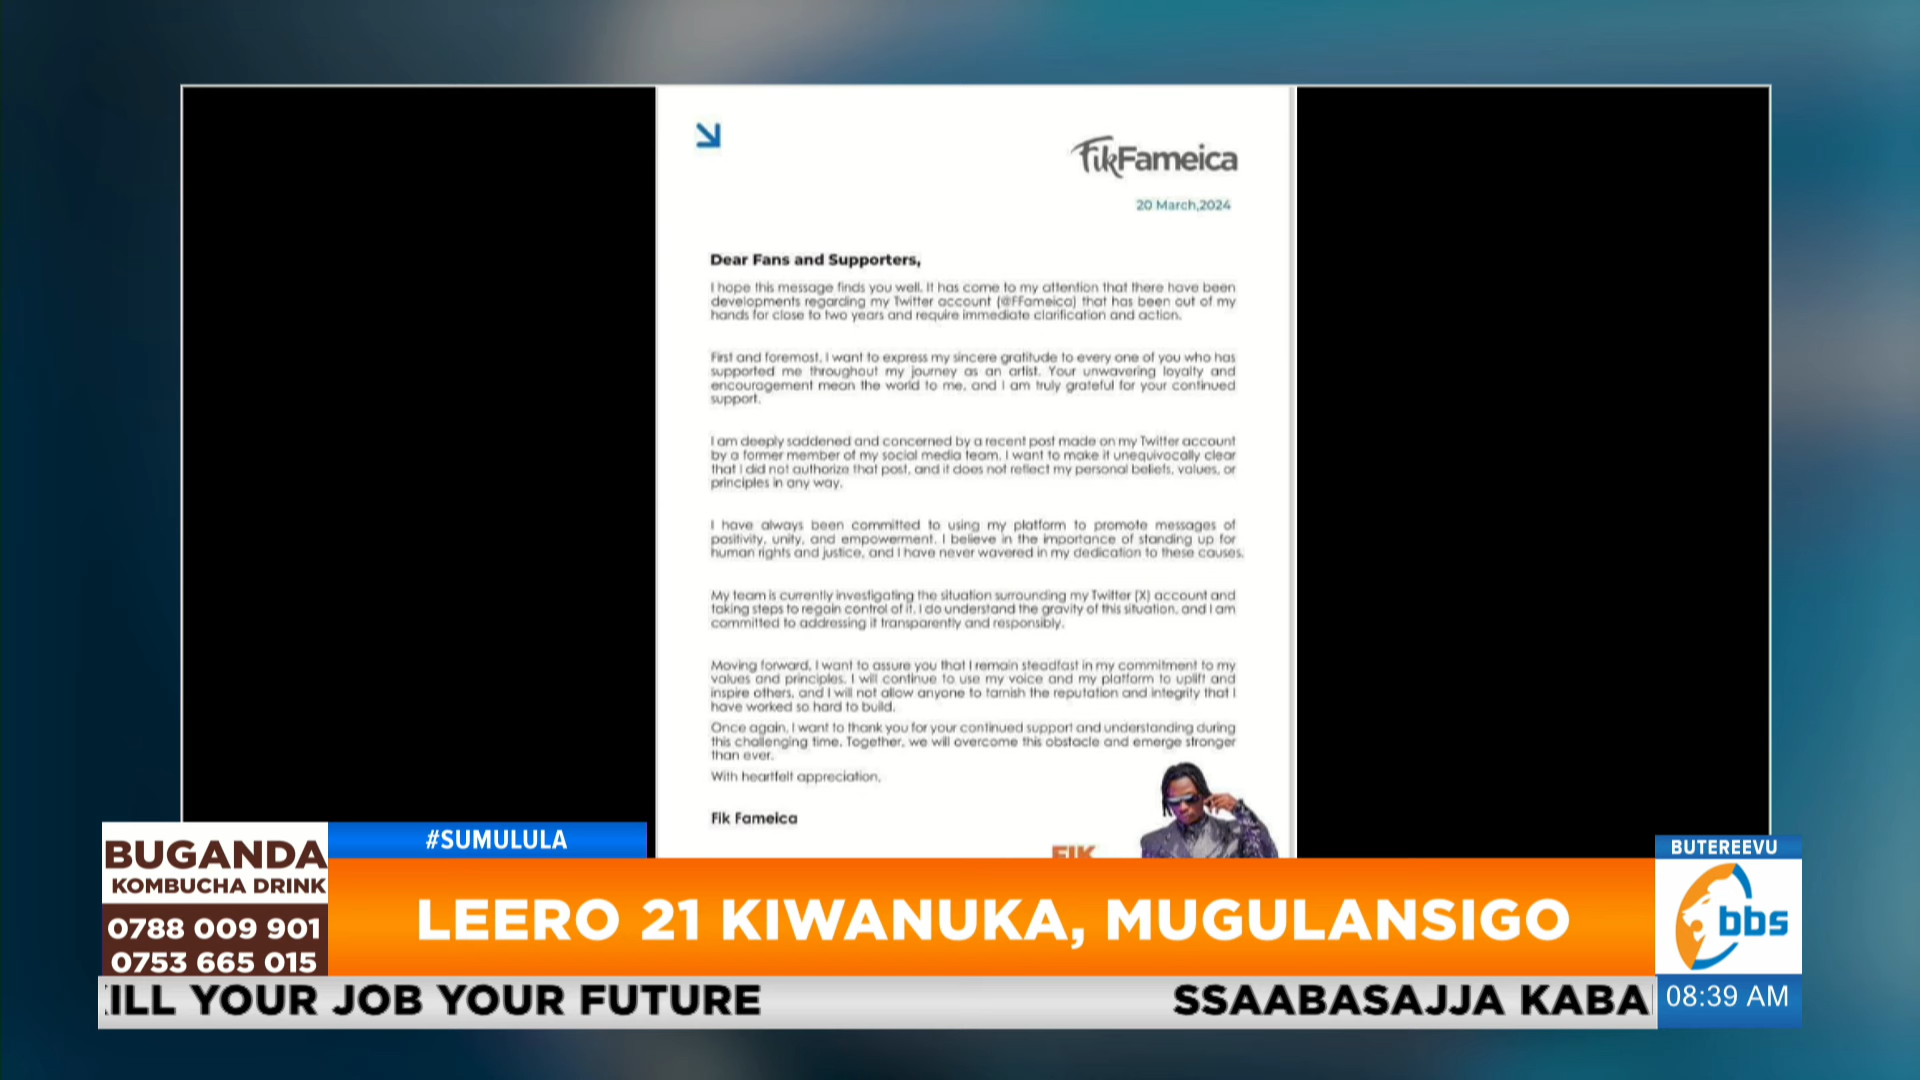 FikFameica
20 March,2024
Dear Fans and Supporters,
I hope this message finds you well. It has come to my attention that there have been
developments regarding my Twitter account (@FFameica) that has been out of my
hands for close to two years and require immediate clarification and action.
First and foremost, I want to express my sincere gratitude to every one of you who has
supported me throughout my journey as an artist. Your unwavering loyalty and
encouragement mean the world to me, and I am truly grateful for your continued
support.
I am deeply saddened and concerned by a recent post made on my Twitter account
by a former member of my social media team. I want to make it unequivocally clear
that I did not authorize that post, and it does not reflect my personal beliefs, values, or
principles in any way.
I have always been committed to using my platform to promote messages of
positivity, unity, and empowerment. I believe in the importance of standing up for
human rights and justice, and I have never wavered in my dedication to these causes.
My team is currently investigating the situation surrounding my Twitter (X) account and
taking steps to regain control of it. I do understand the gravity of this situation, and I am
committed to addressing it transparently and responsibly.
Moving forward, I want to assure you that I remain steadfast in my commitment to my
values and principles. I will continue to use my voice and my platform to uplift and
inspire others, and I will not allow anyone to tarnish the reputation and integrity that I
have worked so hard to build.
Once again, I want to thank you for your continued support and understanding during
this challenging time. Together, we will overcome this obstacle and emerge stronger
than ever.
With heartfelt appreciation,
Fik Fameica
FIK
BUGANDA
KOMBUCHA DRINK
0788 009 901
0753 665 015
#SUMULULA
LEERO 21 KIWANUKA, MUGULANSIGO
BUTEREEVU
bbs
08:39 AM
ILL YOUR JOB YOUR FUTURE
SSAABASAJJA KABA